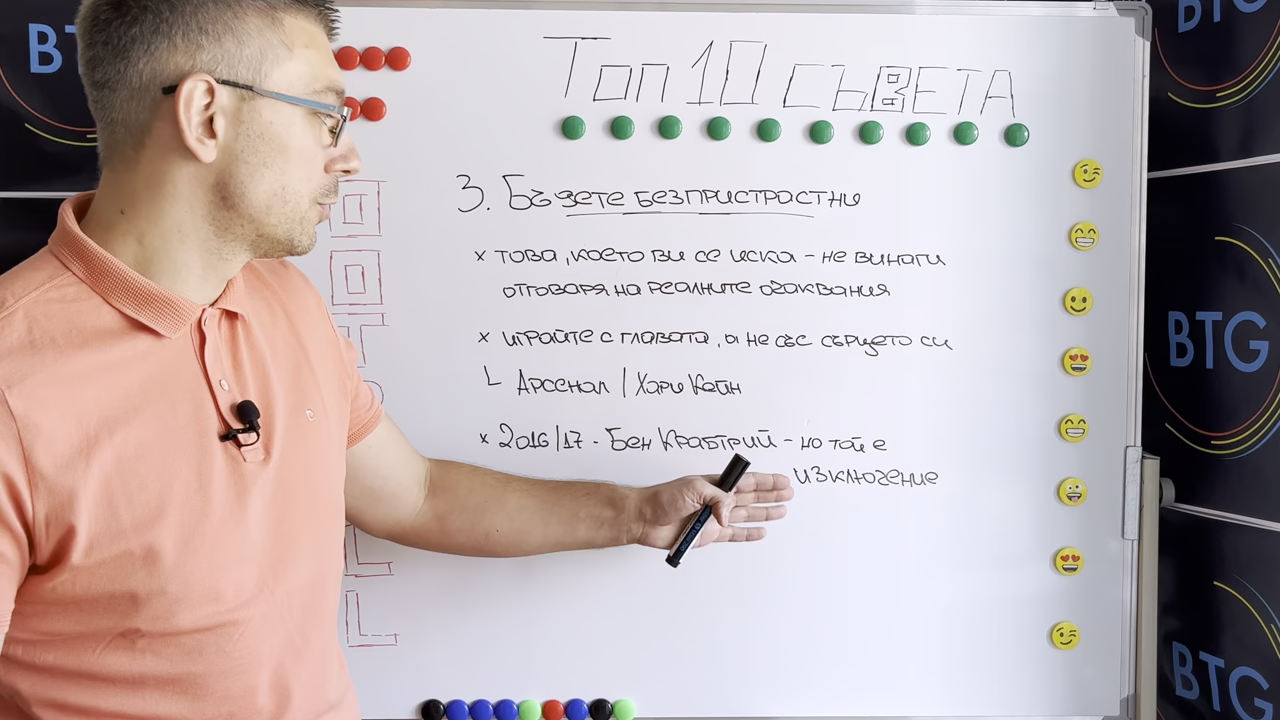 Топ 10 СЪВЕТА
3. Бъдете безпристрастни
x това, което ви се иска - не винаги
отговаря на реалните очаквания
x играйте с главата, а не със сърцето си
└ Арсенал | Хари Кейн
x 2016/17 - Бен Крабтрий - но той е
изключение
BTG
BTG
BTG
BTG